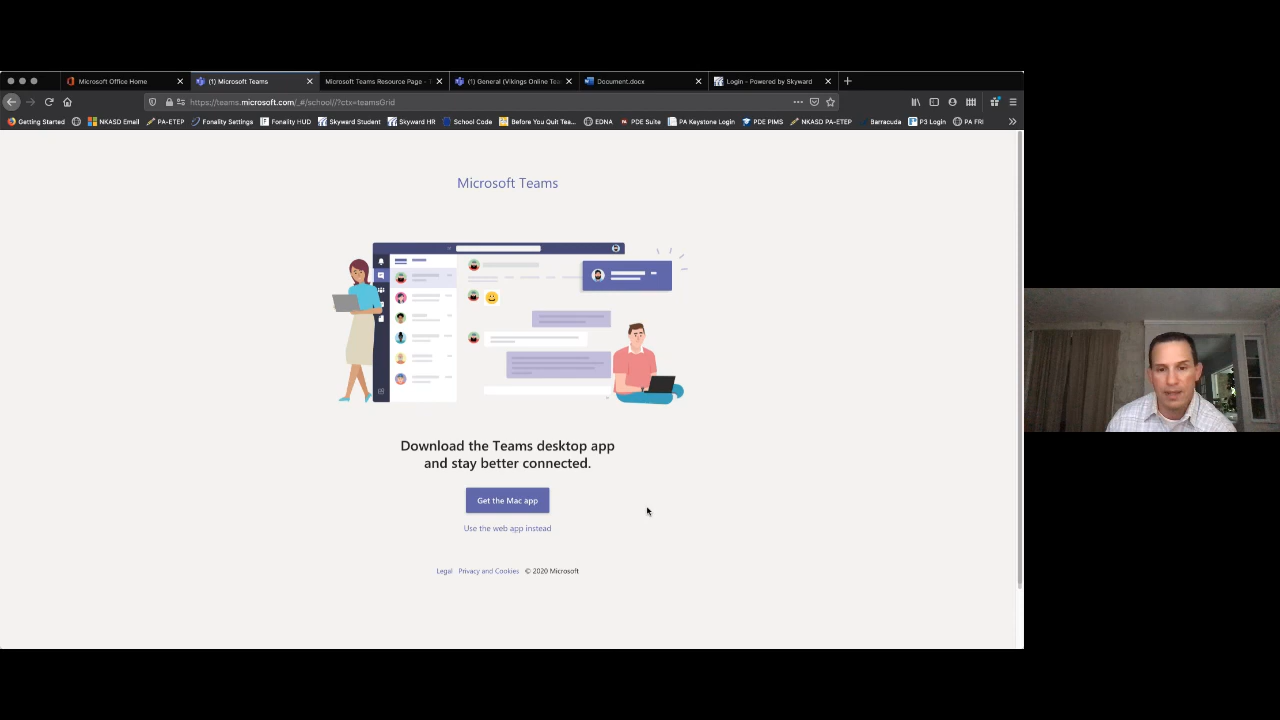 Microsoft Office Home
(1) Microsoft Teams
Microsoft Teams Resource Page - T
(1) General (Vikings Online Tea
Document.docx
Login - Powered by Skyward
https://teams.microsoft.com/_#/school//?ctx=teamsGrid
Getting Started
NKASD Email
PA-ETEP
Fonality Settings
Fonality HUD
Skyward Student
Skyward HR
School Code
Before You Quit Tea...
EDNA
PDE Suite
PA Keystone Login
PDE PIMS
NKASD PA-ETEP
Barracuda
P3 Login
PA FRI
Microsoft Teams
Download the Teams desktop app
and stay better connected.
Get the Mac app
Use the web app instead
Legal Privacy and Cookies © 2020 Microsoft